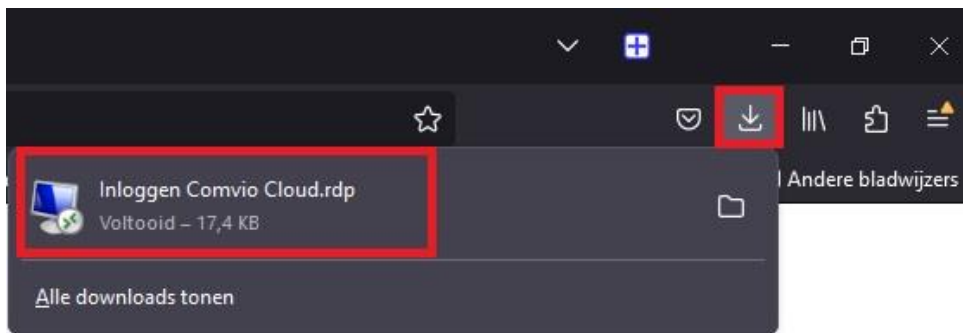 Inloggen Comvio Cloud.rdp
Andere bladwijzers
Voltooid – 17,4 KB
Alle downloads tonen